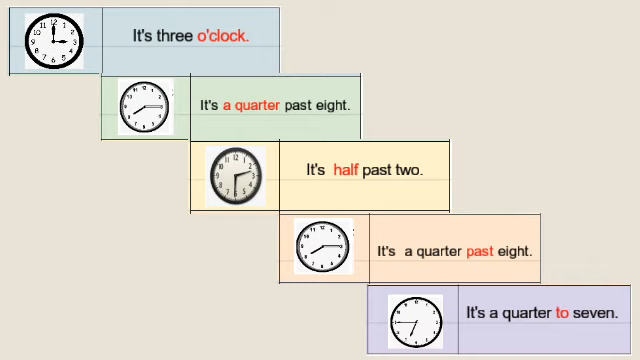 It's three o'clock.
It's a quarter past eight.
It's half past two.
It's a quarter past eight.
It's a quarter to seven.